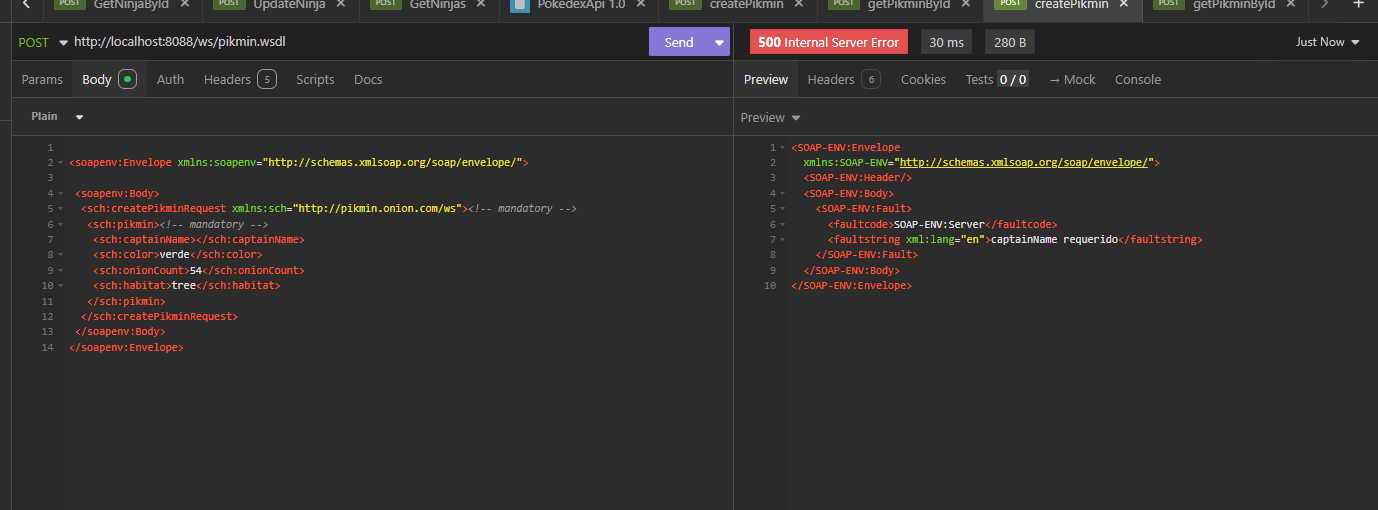 POST GetNinjaById × POST UpdateNinja × POST GetNinjas × PokedexApi 1.0 × POST createPikmin × POST getPikminById × POST createPikmin × POST getPikminById × +
POST http://localhost:8088/ws/pikmin.wsdl Send 500 Internal Server Error 30 ms 280 B Just Now
Params Body Auth Headers 5 Scripts Docs Preview Headers 6 Cookies Tests 0 / 0 → Mock Console
Plain
1
2 <soapenv:Envelope xmlns:soapenv="http://schemas.xmlsoap.org/soap/envelope/">
3
4 <soapenv:Body>
5 <sch:createPikminRequest xmlns:sch="http://pikmin.onion.com/ws"><!-- mandatory -->
6 <sch:pikmin><!-- mandatory -->
7 <sch:captainName></sch:captainName>
8 <sch:color>verde</sch:color>
9 <sch:onionCount>54</sch:onionCount>
10 <sch:habitat>tree</sch:habitat>
11 </sch:pikmin>
12 </sch:createPikminRequest>
13 </soapenv:Body>
14 </soapenv:Envelope>
Preview
1 <SOAP-ENV:Envelope
2 xmlns:SOAP-ENV="http://schemas.xmlsoap.org/soap/envelope/">
3 <SOAP-ENV:Header/>
4 <SOAP-ENV:Body>
5 <SOAP-ENV:Fault>
6 <faultcode>SOAP-ENV:Server</faultcode>
7 <faultstring xml:lang="en">captainName requerido</faultstring>
8 </SOAP-ENV:Fault>
9 </SOAP-ENV:Body>
10 </SOAP-ENV:Envelope>